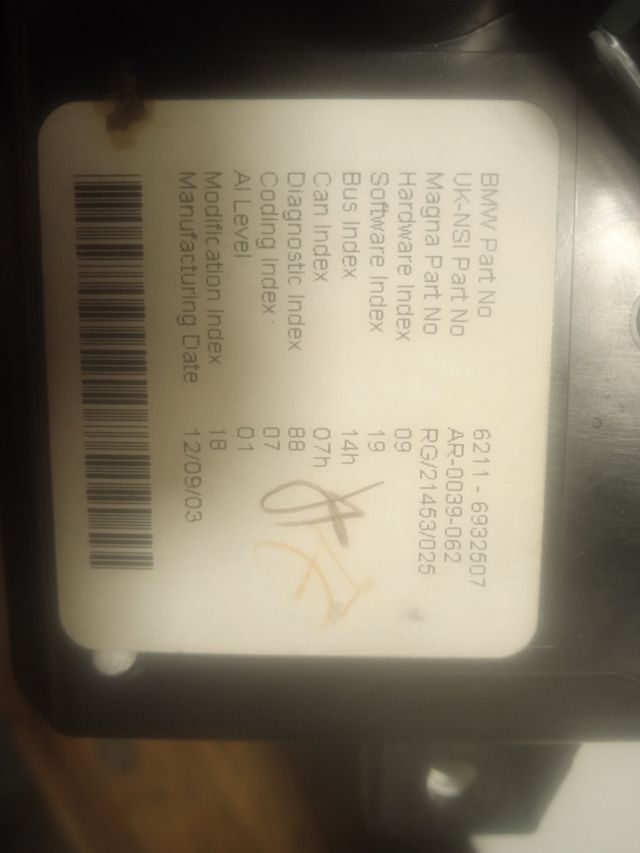 BMW Part No 6211 - 6932507
UK-NSI Part No AR-0039-062
Magna Part No RG/21453/025
Hardware Index 09
Software Index 19
Bus Index 14h
Can Index 07h
Diagnostic Index 88
Coding Index 07
AI Level 01
Modification Index 18
Manufacturing Date 12/09/03